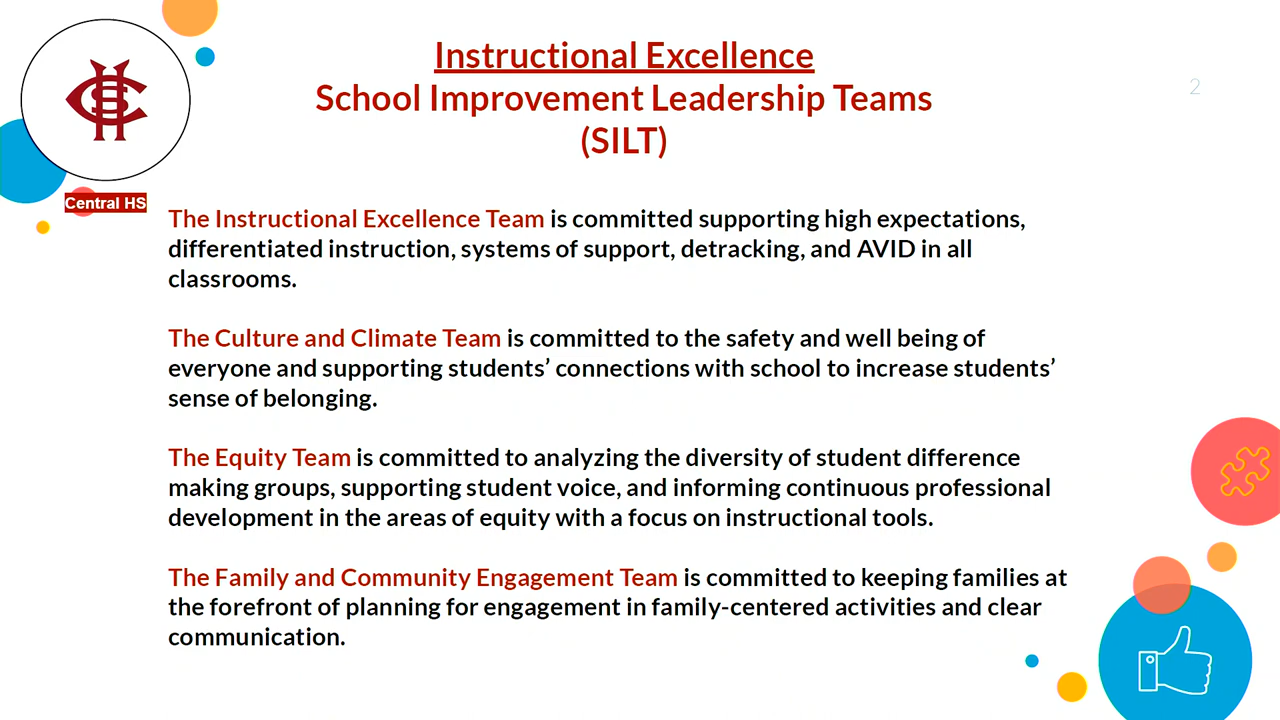 Instructional Excellence
School Improvement Leadership Teams
(SILT)
2
Central HS
The Instructional Excellence Team is committed supporting high expectations,
differentiated instruction, systems of support, detracking, and AVID in all
classrooms.
The Culture and Climate Team is committed to the safety and well being of
everyone and supporting students’ connections with school to increase students’
sense of belonging.
The Equity Team is committed to analyzing the diversity of student difference
making groups, supporting student voice, and informing continuous professional
development in the areas of equity with a focus on instructional tools.
The Family and Community Engagement Team is committed to keeping families at
the forefront of planning for engagement in family-centered activities and clear
communication.